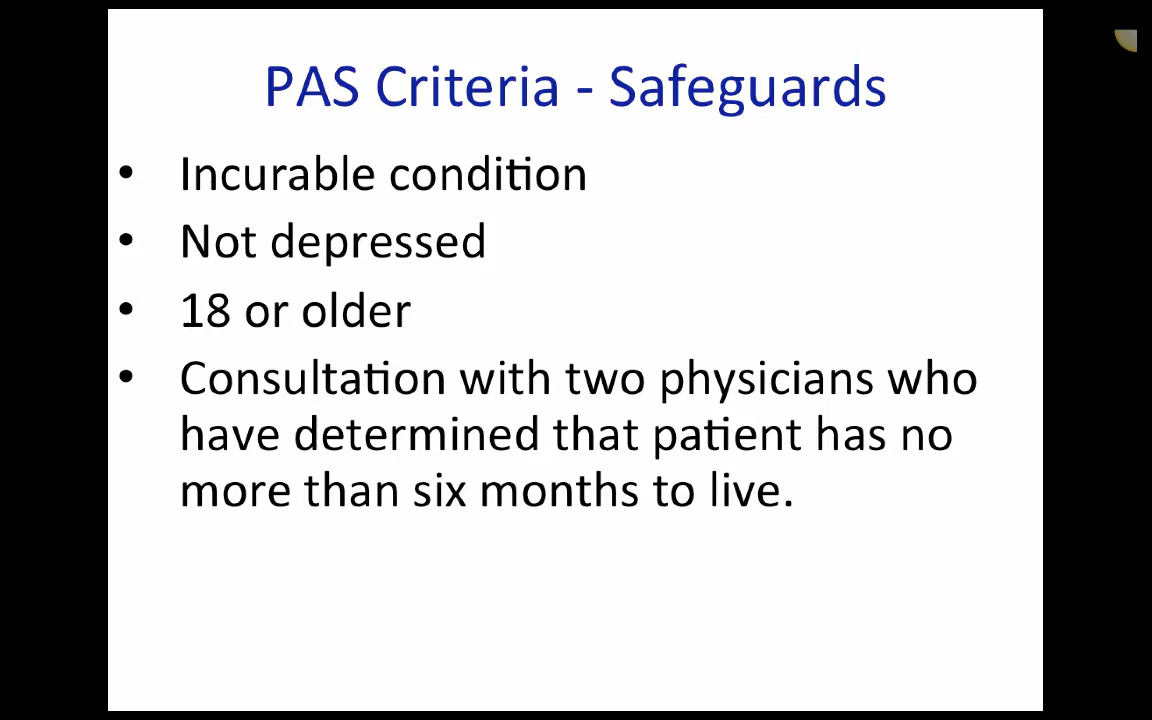 PAS Criteria - Safeguards
• Incurable condition
• Not depressed
• 18 or older
• Consultation with two physicians who
have determined that patient has no
more than six months to live.